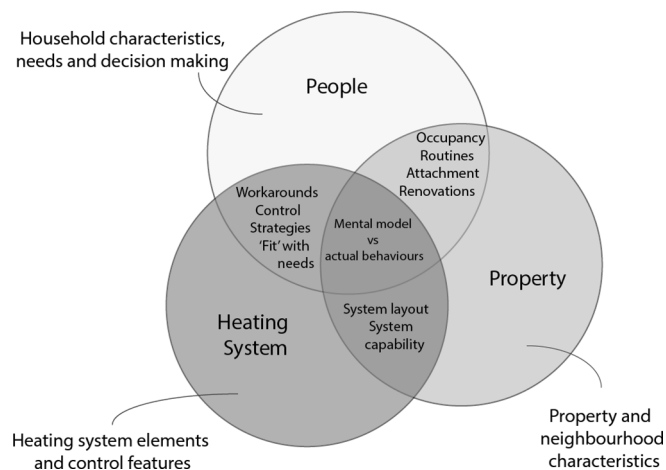 Household characteristics,
needs and decision making
People
Occupancy
Routines
Attachment
Renovations
Workarounds
Control
Strategies
‘Fit’ with
needs
Mental model
vs
actual behaviours
Property
System layout
System
capability
Heating
System
Heating system elements
and control features
Property and
neighbourhood
characteristics